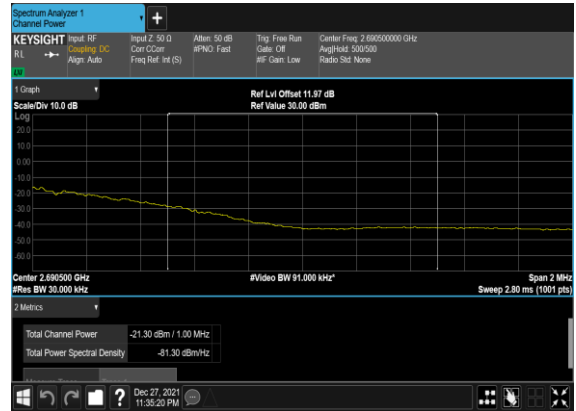 Spectrum Analyzer 1
Channel Power
+
KEYSIGHT Input: RF Input Z: 50 Ω Atten: 50 dB Trig: Free Run Center Freq: 2.690500000 GHz
RL Coupling: DC Corr CCorr #PNO: Fast Gate: Off Avg|Hold: 500/500
Align: Auto Freq Ref: Int (S) #IF Gain: Low Radio Std: None
1 Graph
Ref Lvl Offset 11.97 dB
Scale/Div 10.0 dB Ref Value 30.00 dBm
Log
20.0
10.0
0.00
-10.0
-20.0
-30.0
-40.0
-50.0
-60.0
Center 2.690500 GHz #Video BW 91.000 kHz* Span 2 MHz
#Res BW 30.000 kHz Sweep 2.80 ms (1001 pts)
2 Metrics
Total Channel Power -21.30 dBm / 1.00 MHz
Total Power Spectral Density -81.30 dBm/Hz
? Dec 27, 2021
11:35:20 PM